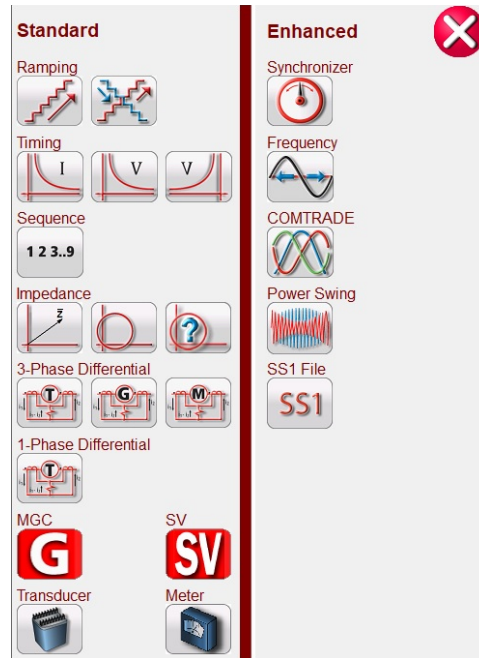 Standard
Ramping
Timing
I
V
V
Sequence
1 2 3..9
Impedance
Z
?
3-Phase Differential
T
G
M
1-Phase Differential
T
MGC
SV
G
SV
Transducer
Meter
Enhanced
Synchronizer
Frequency
COMTRADE
Power Swing
SS1 File
SS1